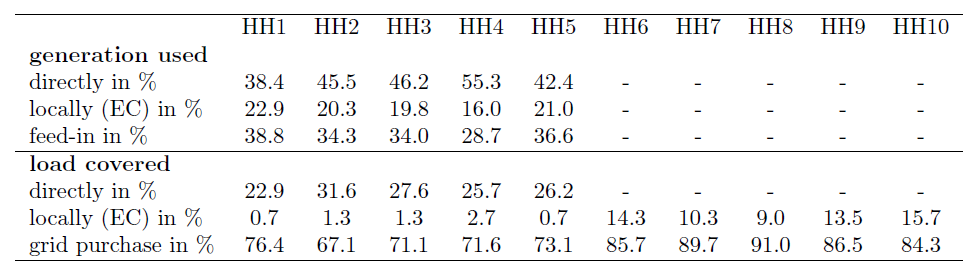 HH1 HH2 HH3 HH4 HH5 HH6 HH7 HH8 HH9 HH10
generation used
directly in % 38.4 45.5 46.2 55.3 42.4 - - - - -
locally (EC) in % 22.9 20.3 19.8 16.0 21.0 - - - - -
feed-in in % 38.8 34.3 34.0 28.7 36.6 - - - - -
load covered
directly in % 22.9 31.6 27.6 25.7 26.2 - - - - -
locally (EC) in % 0.7 1.3 1.3 2.7 0.7 14.3 10.3 9.0 13.5 15.7
grid purchase in % 76.4 67.1 71.1 71.6 73.1 85.7 89.7 91.0 86.5 84.3